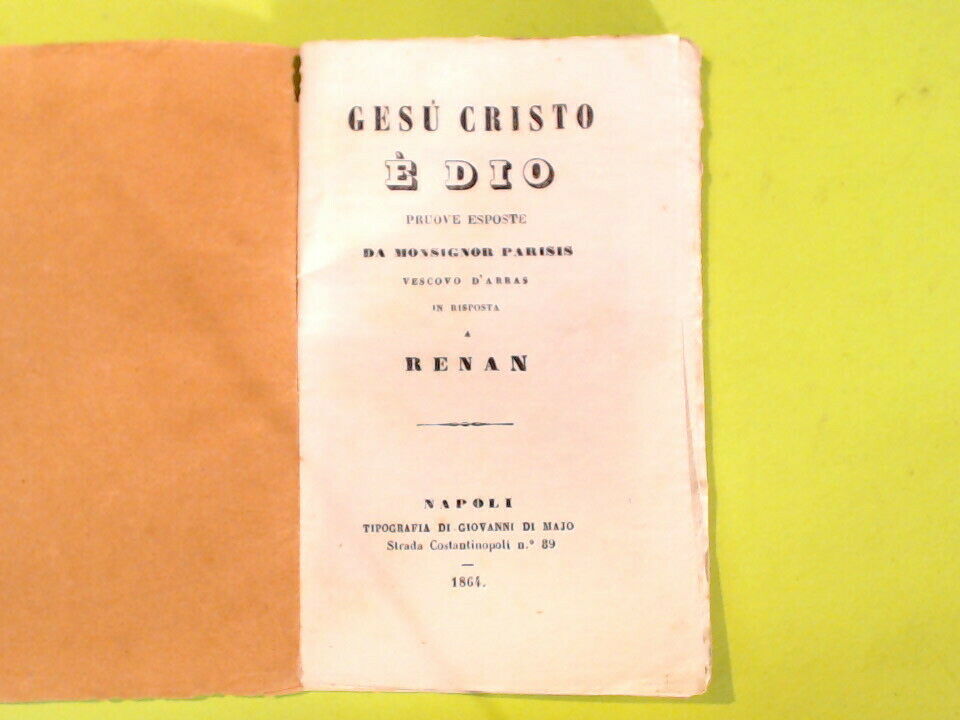 GESÙ CRISTO
È DIO
PRUOVE ESPOSTE
DA MONSIGNOR PARISIS
VESCOVO D'ARRAS
IN RISPOSTA
A
RENAN
NAPOLI
TIPOGRAFIA DI GIOVANNI DI MAJO
Strada Costantinopoli n.º 89
1864.